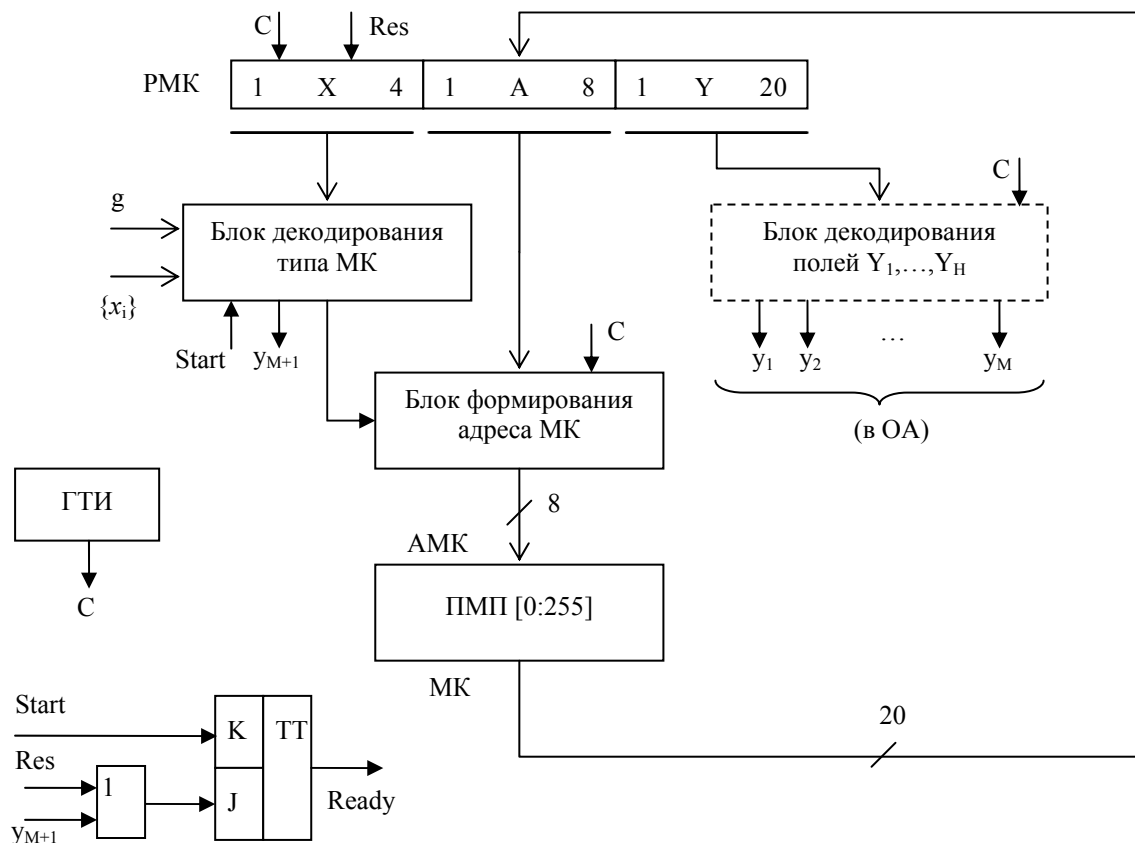 C Res
РМК 1 X 4 1 A 8 1 Y 20
g
{xi}
Блок декодирования
типа МК
Start
yM+1
C
Блок декодирования
полей Y1,…,YH
y1 y2 … yM
(в ОА)
C
Блок формирования
адреса МК
8
АМК
ГТИ
C
ПМП [0:255]
МК
20
Start
K TT
Res
1
J
yM+1
Ready